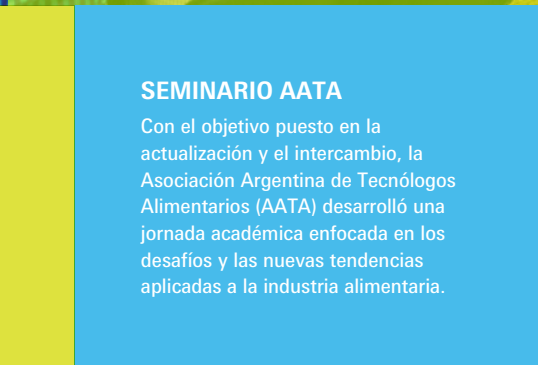 SEMINARIO AATA
Con el objetivo puesto en la
actualización y el intercambio, la
Asociación Argentina de Tecnólogos
Alimentarios (AATA) desarrolló una
jornada académica enfocada en los
desafíos y las nuevas tendencias
aplicadas a la industria alimentaria.